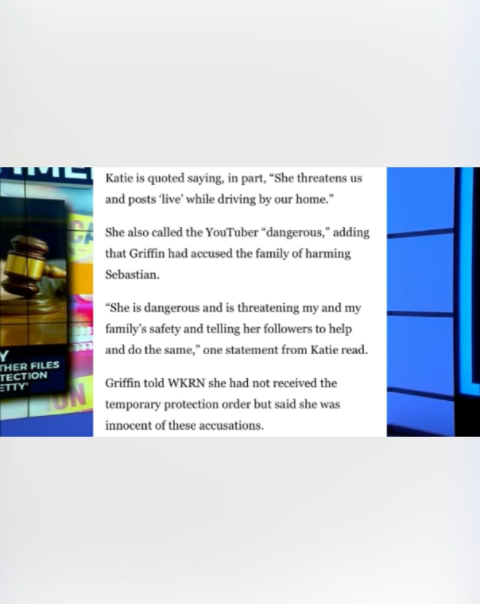 Katie is quoted saying, in part, “She threatens us
and posts ‘live’ while driving by our home.”
She also called the YouTuber “dangerous,” adding
that Griffin had accused the family of harming
Sebastian.
“She is dangerous and is threatening my and my
family’s safety and telling her followers to help
and do the same,” one statement from Katie read.
Griffin told WKRN she had not received the
temporary protection order but said she was
innocent of these accusations.
Y
THER FILES
TECTION
ETTY'